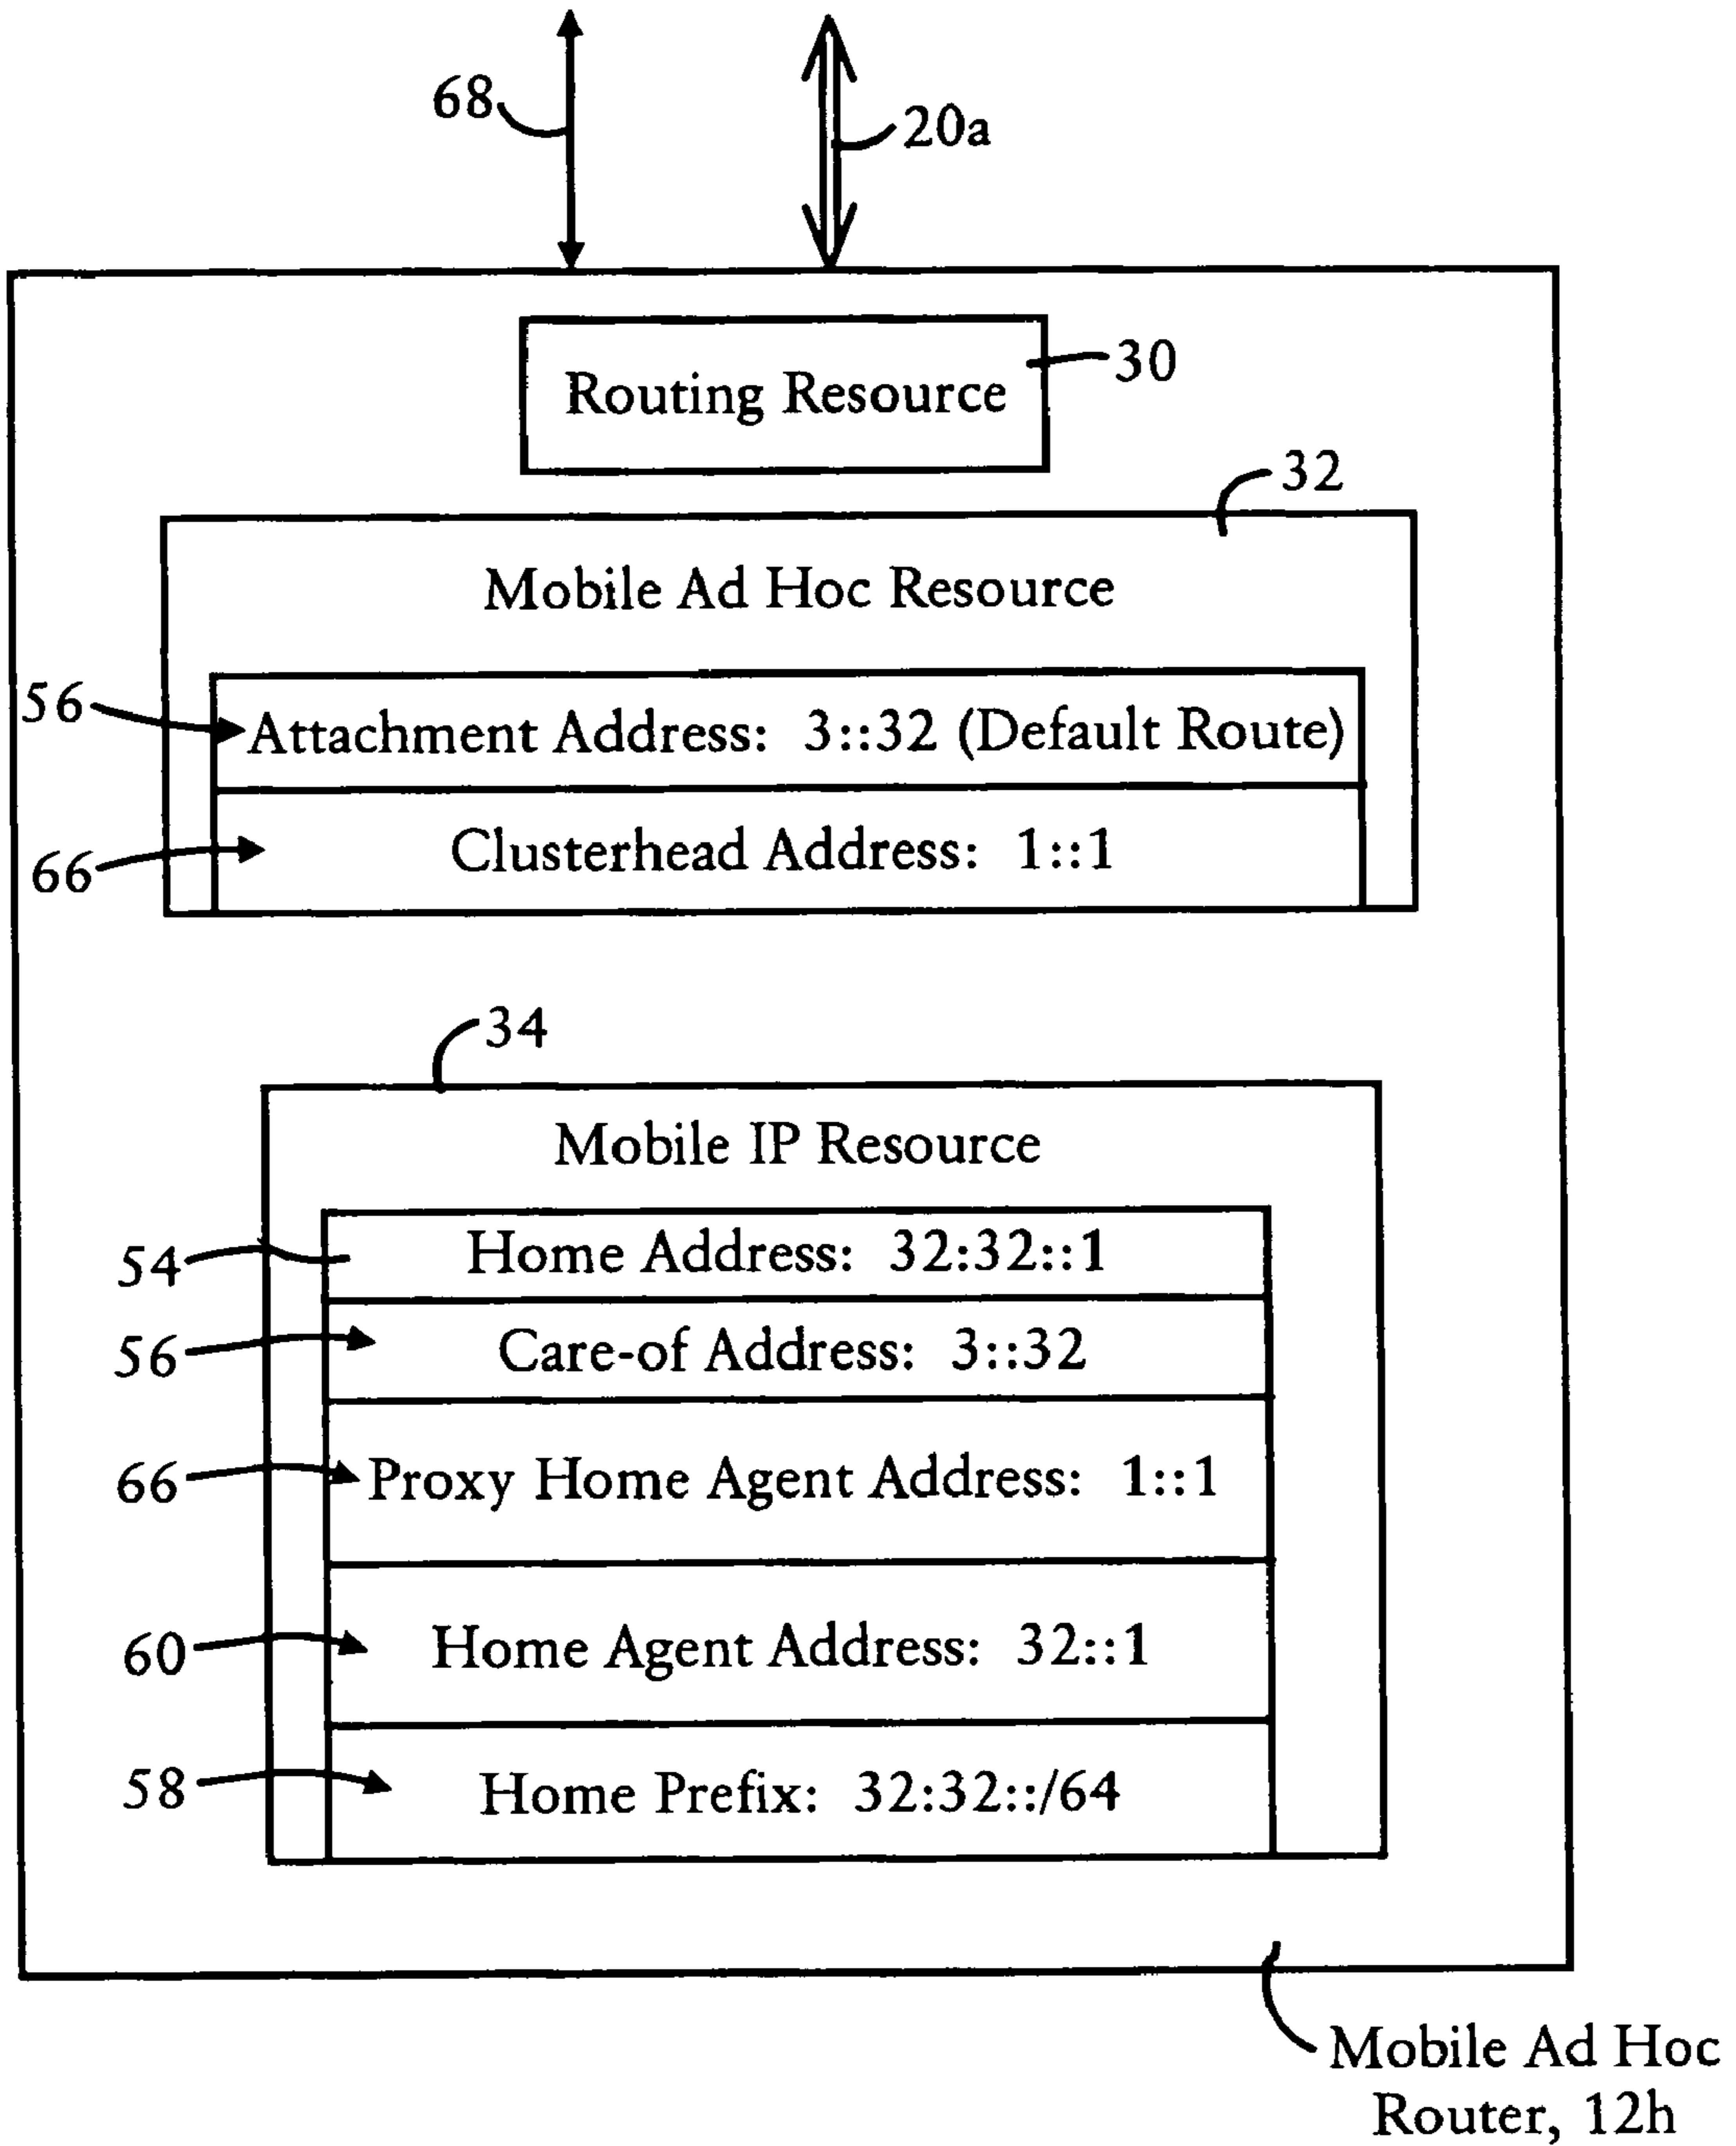 68
20a
Routing Resource
30
32
Mobile Ad Hoc Resource
56
Attachment Address: 3::32 (Default Route)
66
Clusterhead Address: 1::1
34
Mobile IP Resource
54
Home Address: 32:32::1
56
Care-of Address: 3::32
66
Proxy Home Agent Address: 1::1
60
Home Agent Address: 32::1
58
Home Prefix: 32:32::/64
Mobile Ad Hoc
Router, 12h